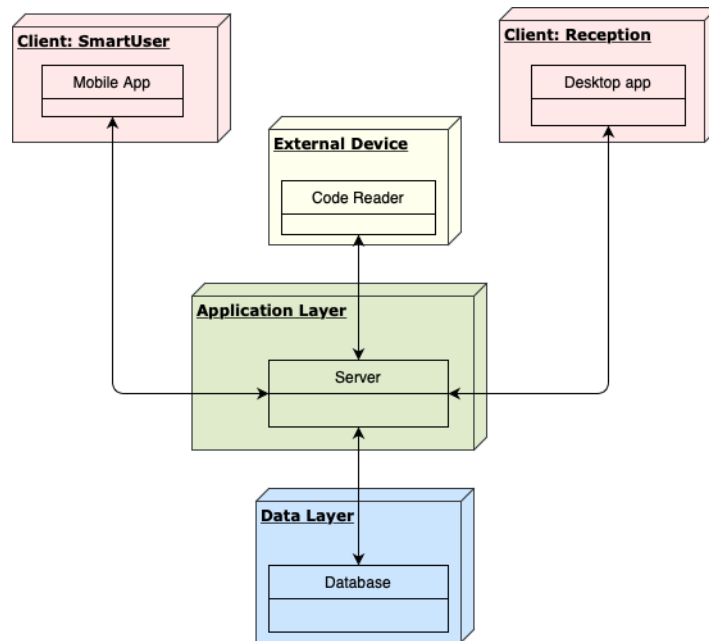 Client: SmartUser
Mobile App
Client: Reception
Desktop app
External Device
Code Reader
Application Layer
Server
Data Layer
Database